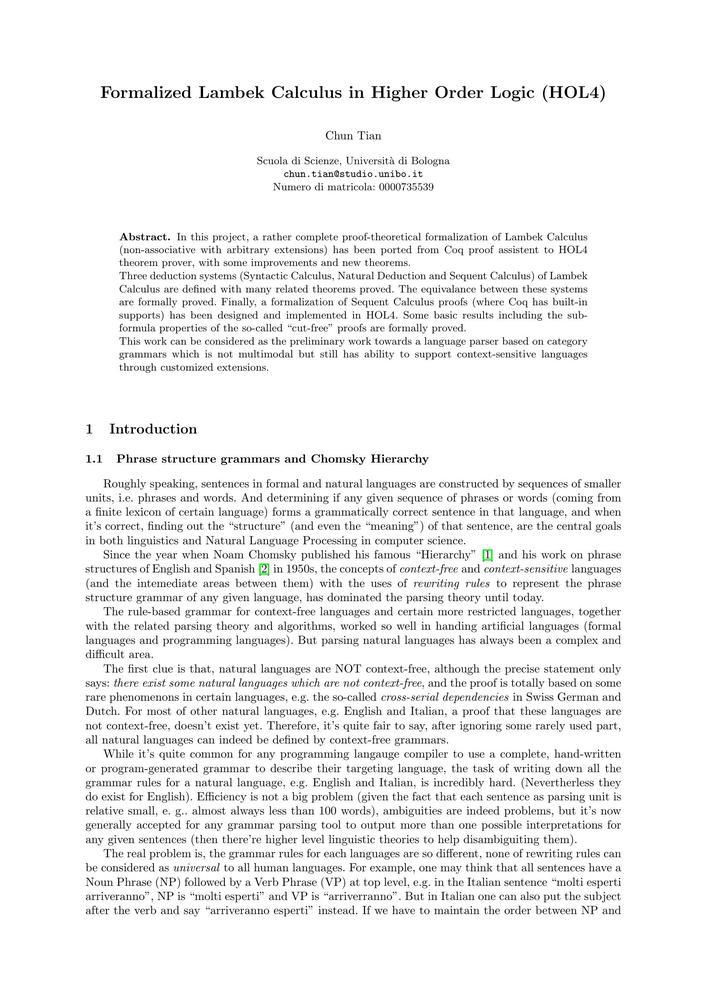 Formalized Lambek Calculus in Higher Order Logic (HOL4)
Chun Tian
Scuola di Scienze, Università di Bologna
chun.tian@studio.unibo.it
Numero di matricola: 0000735539
Abstract. In this project, a rather complete proof-theoretical formalization of Lambek Calculus
(non-associative with arbitrary extensions) has been ported from Coq proof assistent to HOL4
theorem prover, with some improvements and new theorems.
Three deduction systems (Syntactic Calculus, Natural Deduction and Sequent Calculus) of Lambek
Calculus are defined with many related theorems proved. The equivalance between these systems
are formally proved. Finally, a formalization of Sequent Calculus proofs (where Coq has built-in
supports) has been designed and implemented in HOL4. Some basic results including the sub-
formula properties of the so-called “cut-free” proofs are formally proved.
This work can be considered as the preliminary work towards a language parser based on category
grammars which is not multimodal but still has ability to support context-sensitive languages
through customized extensions.
1 Introduction
1.1 Phrase structure grammars and Chomsky Hierarchy
Roughly speaking, sentences in formal and natural languages are constructed by sequences of smaller
units, i.e. phrases and words. And determining if any given sequence of phrases or words (coming from
a finite lexicon of certain language) forms a grammatically correct sentence in that language, and when
it's correct, finding out the “structure” (and even the “meaning”) of that sentence, are the central goals
in both linguistics and Natural Language Processing in computer science.
Since the year when Noam Chomsky published his famous “Hierarchy” [1] and his work on phrase
structures of English and Spanish [2] in 1950s, the concepts of context-free and context-sensitive languages
(and the intemediate areas between them) with the uses of rewriting rules to represent the phrase
structure grammar of any given language, has dominated the parsing theory until today.
The rule-based grammar for context-free languages and certain more restricted languages, together
with the related parsing theory and algorithms, worked so well in handing artificial languages (formal
languages and programming languages). But parsing natural languages has always been a complex and
difficult area.
The first clue is that, natural languages are NOT context-free, although the precise statement only
says: there exist some natural languages which are not context-free, and the proof is totally based on some
rare phenomenons in certain languages, e.g. the so-called cross-serial dependencies in Swiss German and
Dutch. For most of other natural languages, e.g. English and Italian, a proof that these languages are
not context-free, doesn't exist yet. Therefore, it's quite fair to say, after ignoring some rarely used part,
all natural languages can indeed be defined by context-free grammars.
While it's quite common for any programming langauge compiler to use a complete, hand-written
or program-generated grammar to describe their targeting language, the task of writing down all the
grammar rules for a natural language, e.g. English and Italian, is incredibly hard. (Nevertherless they
do exist for English). Efficiency is not a big problem (given the fact that each sentence as parsing unit is
relative small, e. g.. almost always less than 100 words), ambiguities are indeed problems, but it's now
generally accepted for any grammar parsing tool to output more than one possible interpretations for
any given sentences (then there're higher level linguistic theories to help disambiguiting them).
The real problem is, the grammar rules for each languages are so different, none of rewriting rules can
be considered as universal to all human languages. For example, one may think that all sentences have a
Noun Phrase (NP) followed by a Verb Phrase (VP) at top level, e.g. in the Italian sentence “molti esperti
arriveranno”, NP is “molti esperti” and VP is “arriverranno”. But in Italian one can also put the subject
after the verb and say “arriveranno esperti” instead. If we have to maintain the order between NP and